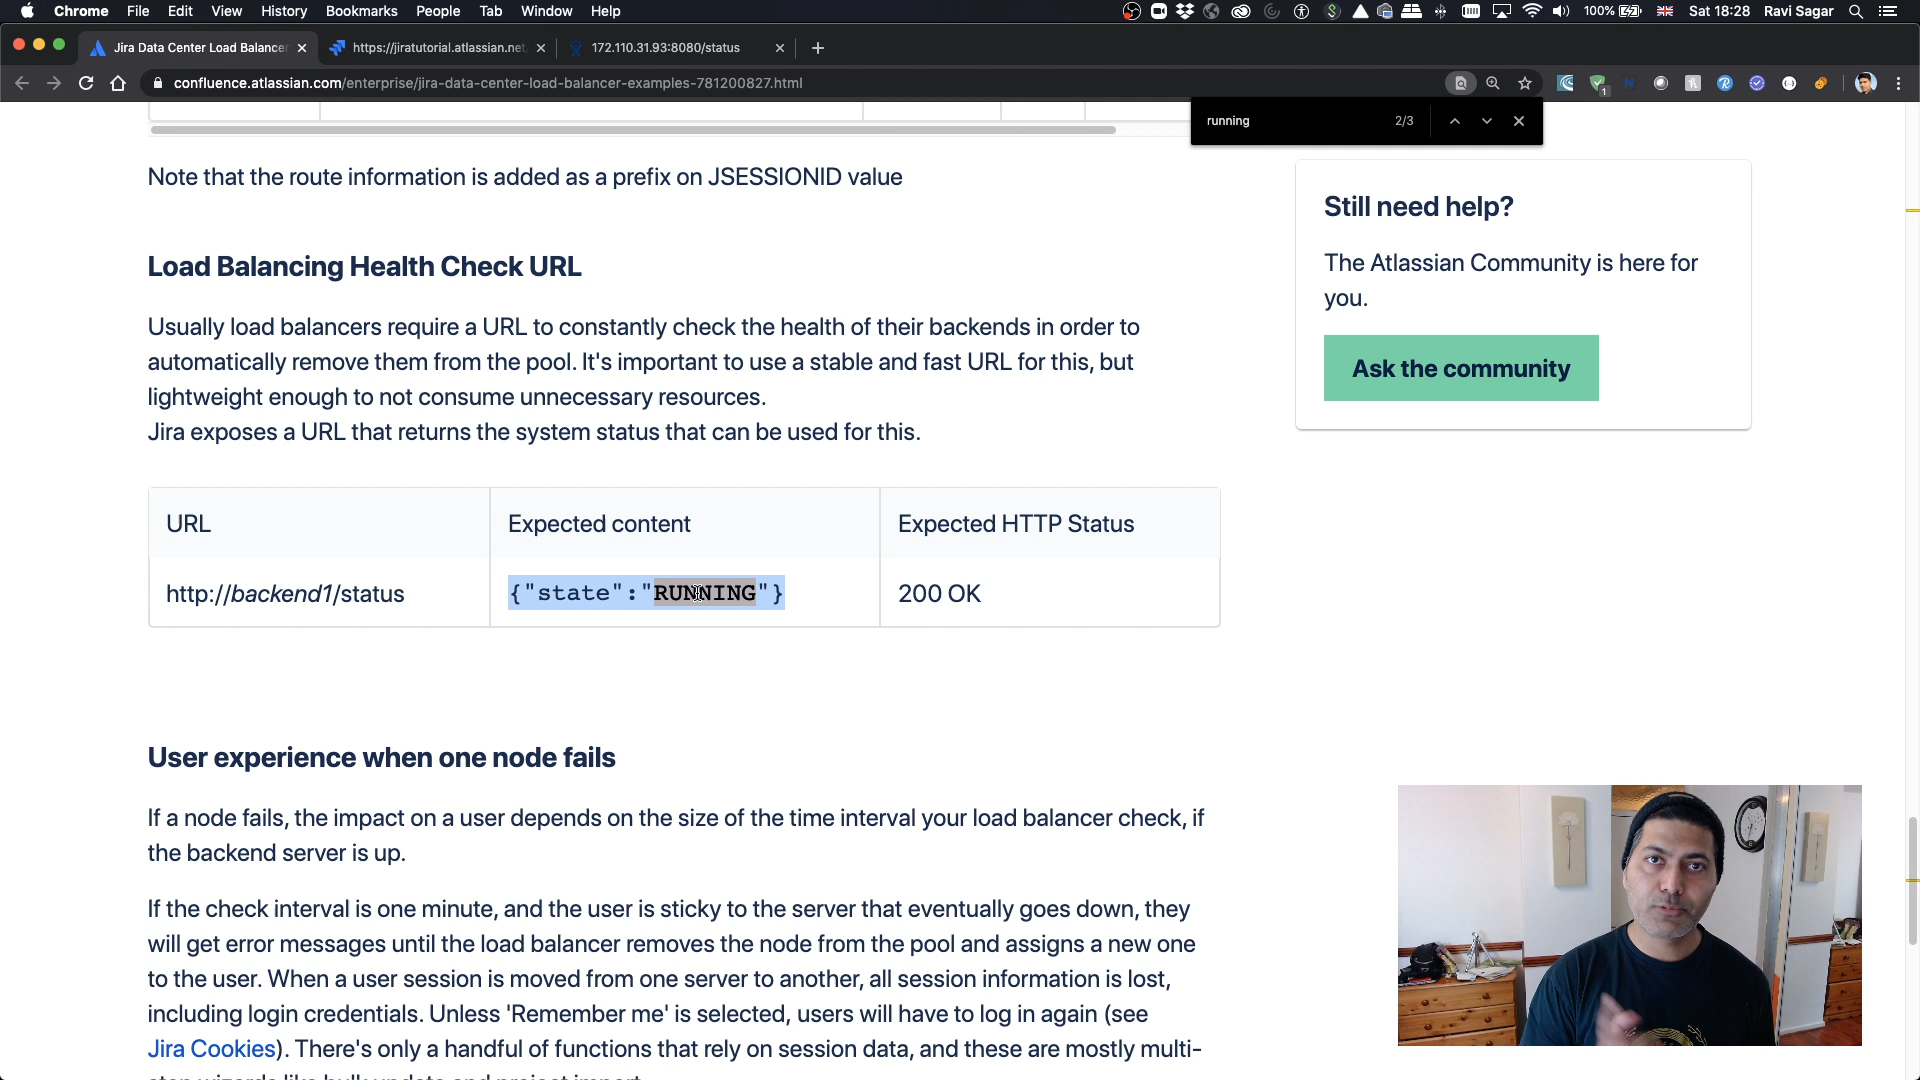 Chrome File Edit View History Bookmarks People Tab Window Help 100% Sat 18:28 Ravi Sagar
Jira Data Center Load Balancer https://jiratutorial.atlassian.net 172.110.31.93:8080/status
confluence.atlassian.com/enterprise/jira-data-center-load-balancer-examples-781200827.html
running 2/3
Note that the route information is added as a prefix on JSESSIONID value
Load Balancing Health Check URL
Usually load balancers require a URL to constantly check the health of their backends in order to
automatically remove them from the pool. It's important to use a stable and fast URL for this, but
lightweight enough to not consume unnecessary resources.
Jira exposes a URL that returns the system status that can be used for this.
URL Expected content Expected HTTP Status
http://backend1/status {"state":"RUNNING"} 200 OK
User experience when one node fails
If a node fails, the impact on a user depends on the size of the time interval your load balancer check, if
the backend server is up.
If the check interval is one minute, and the user is sticky to the server that eventually goes down, they
will get error messages until the load balancer removes the node from the pool and assigns a new one
to the user. When a user session is moved from one server to another, all session information is lost,
including login credentials. Unless 'Remember me' is selected, users will have to log in again (see
Jira Cookies). There's only a handful of functions that rely on session data, and these are mostly multi-
Still need help?
The Atlassian Community is here for
you.
Ask the community